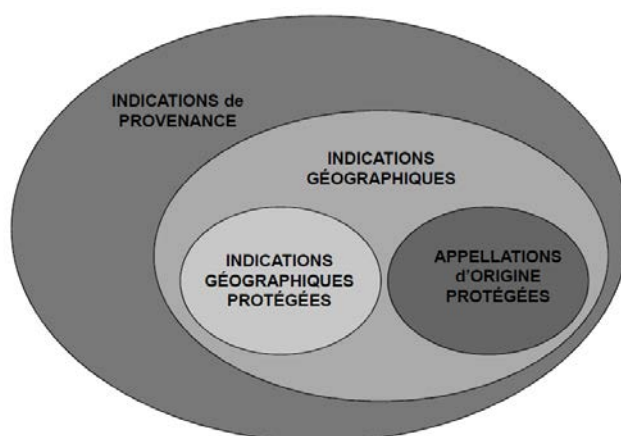 INDICATIONS de
PROVENANCE
INDICATIONS
GÉOGRAPHIQUES
INDICATIONS
GÉOGRAPHIQUES
PROTÉGÉES
APPELLATIONS
d'ORIGINE
PROTÉGÉES